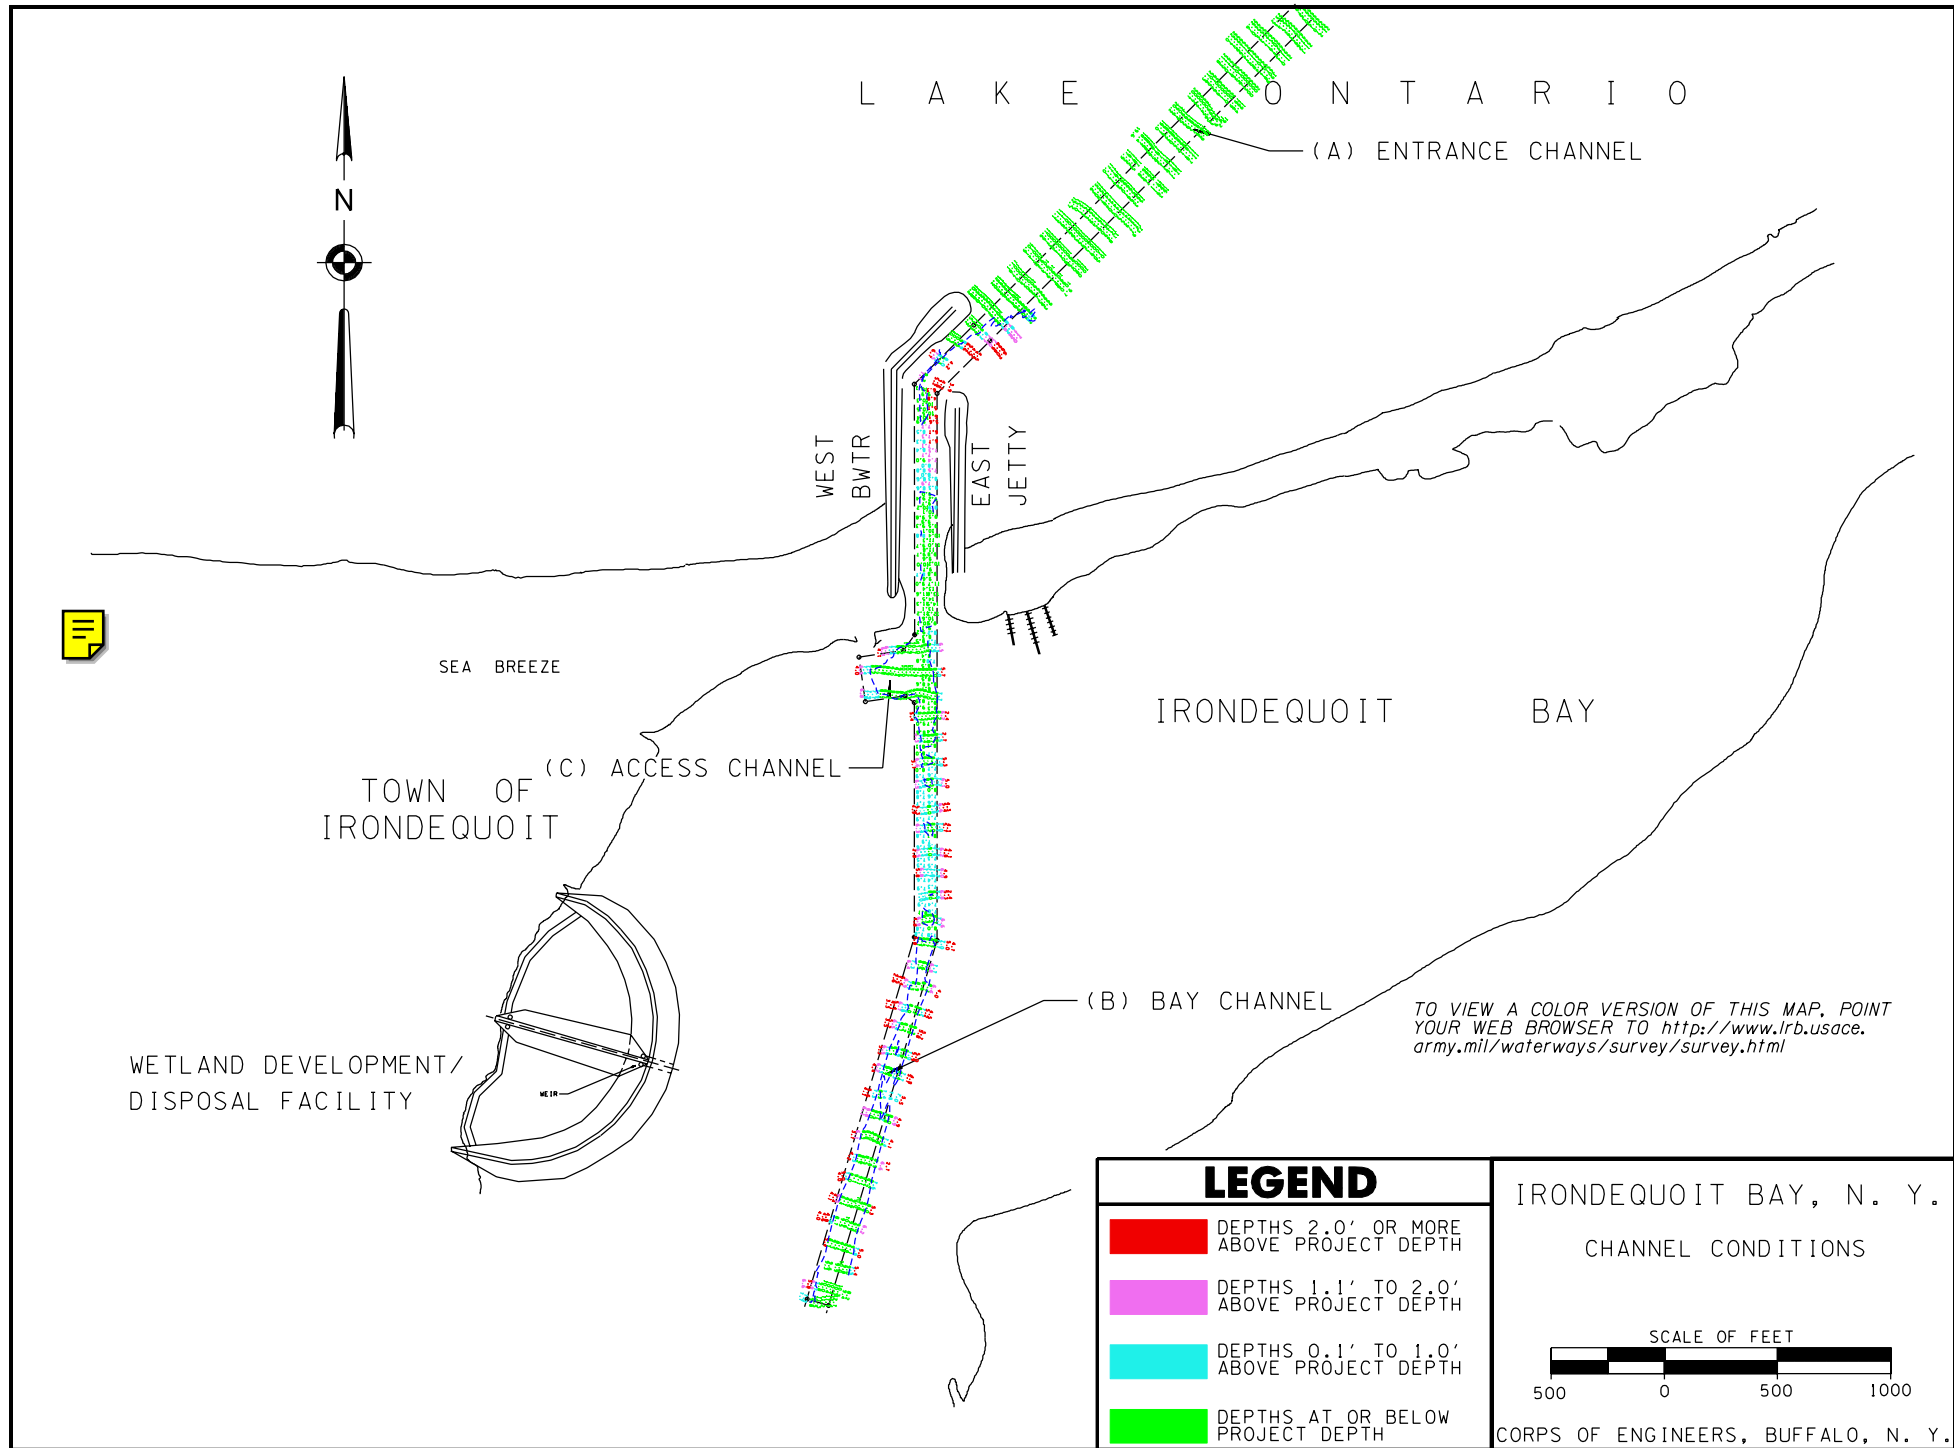 L A K E O N T A R I O
(A) ENTRANCE CHANNEL
N
WEST
BWTR
EAST
JETTY
SEA BREEZE
IRONDEQUOIT BAY
(C) ACCESS CHANNEL
TOWN OF
IRONDEQUOIT
(B) BAY CHANNEL
TO VIEW A COLOR VERSION OF THIS MAP, POINT
YOUR WEB BROWSER TO http://www.lrb.usace.
army.mil/waterways/survey/survey.html
WETLAND DEVELOPMENT/
DISPOSAL FACILITY
WEIR
LEGEND
DEPTHS 2.0' OR MORE
ABOVE PROJECT DEPTH
DEPTHS 1.1' TO 2.0'
ABOVE PROJECT DEPTH
DEPTHS 0.1' TO 1.0'
ABOVE PROJECT DEPTH
DEPTHS AT OR BELOW
PROJECT DEPTH
IRONDEQUOIT BAY, N. Y.
CHANNEL CONDITIONS
SCALE OF FEET
500 0 500 1000
CORPS OF ENGINEERS, BUFFALO, N. Y.